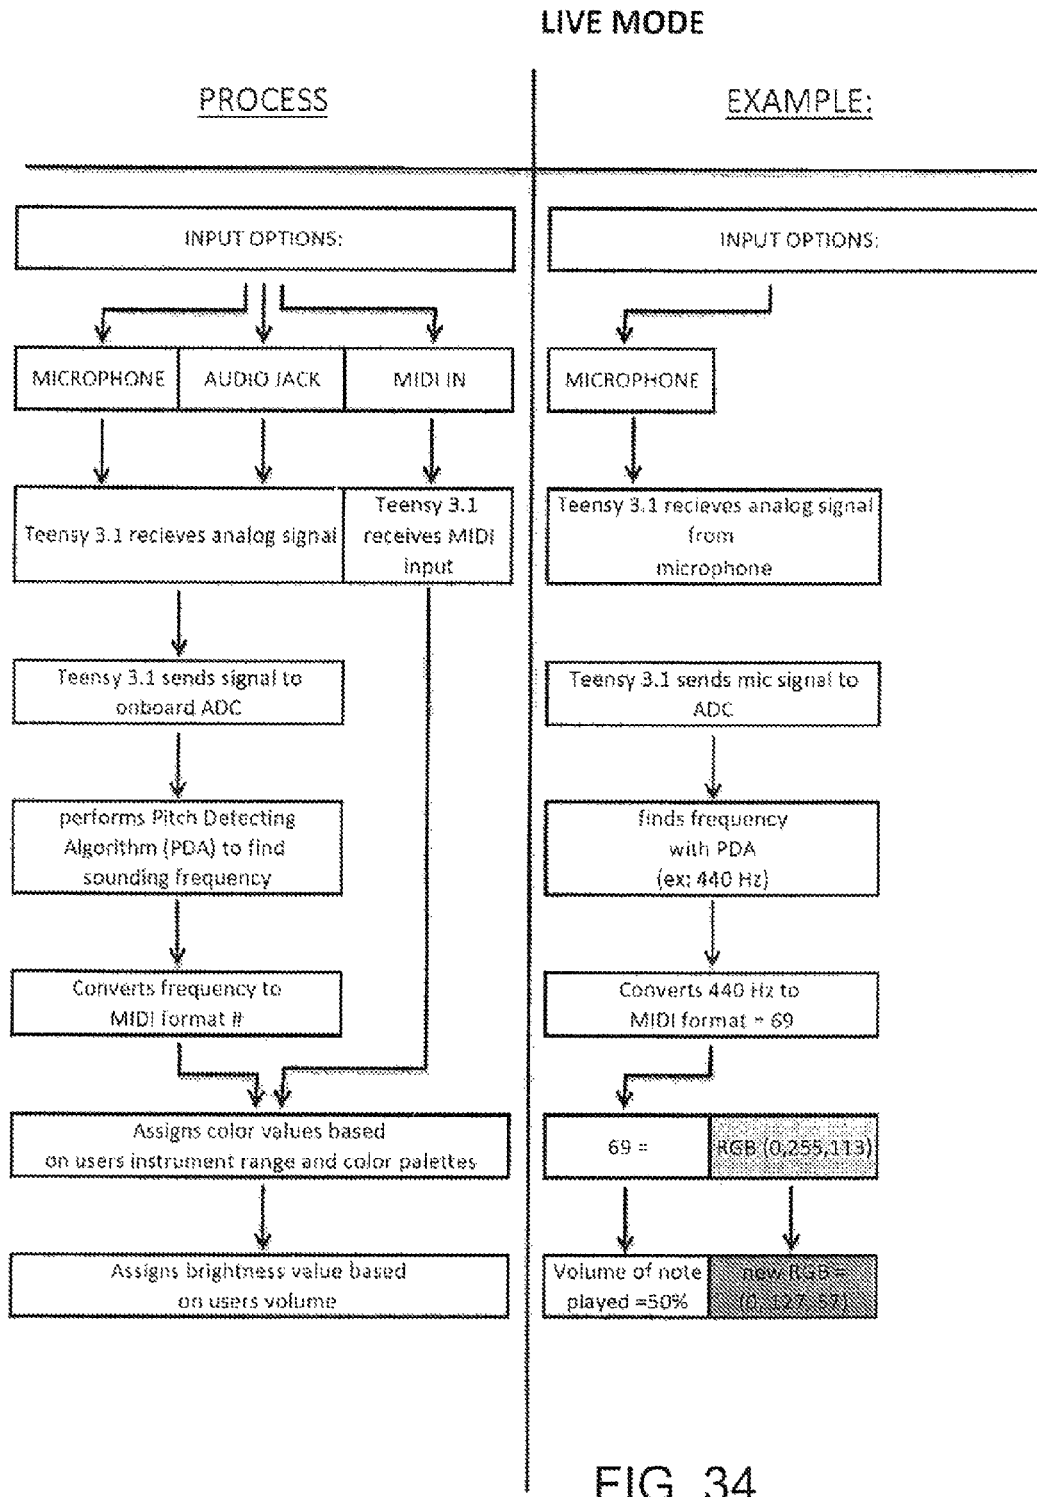 LIVE MODE
PROCESS
INPUT OPTIONS:
MICROPHONE
AUDIO JACK
MIDI IN
Teensy 3.1 recieves analog signal
Teensy 3.1
receives MIDI
input
Teensy 3.1 sends signal to
onboard ADC
performs Pitch Detecting
Algorithm (PDA) to find
sounding frequency
Converts frequency to
MIDI format #
Assigns color values based
on users instrument range and color palettes
Assigns brightness value based
on users volume
EXAMPLE:
INPUT OPTIONS:
MICROPHONE
Teensy 3.1 recieves analog signal
from
microphone
Teensy 3.1 sends mic signal to
ADC
finds frequency
with PDA
(ex: 440 Hz)
Converts 440 Hz to
MIDI format = 69
69 =
RGB (0,255,113)
Volume of note
played =50%
new RGB =
(0, 127, 57)
FIG. 34